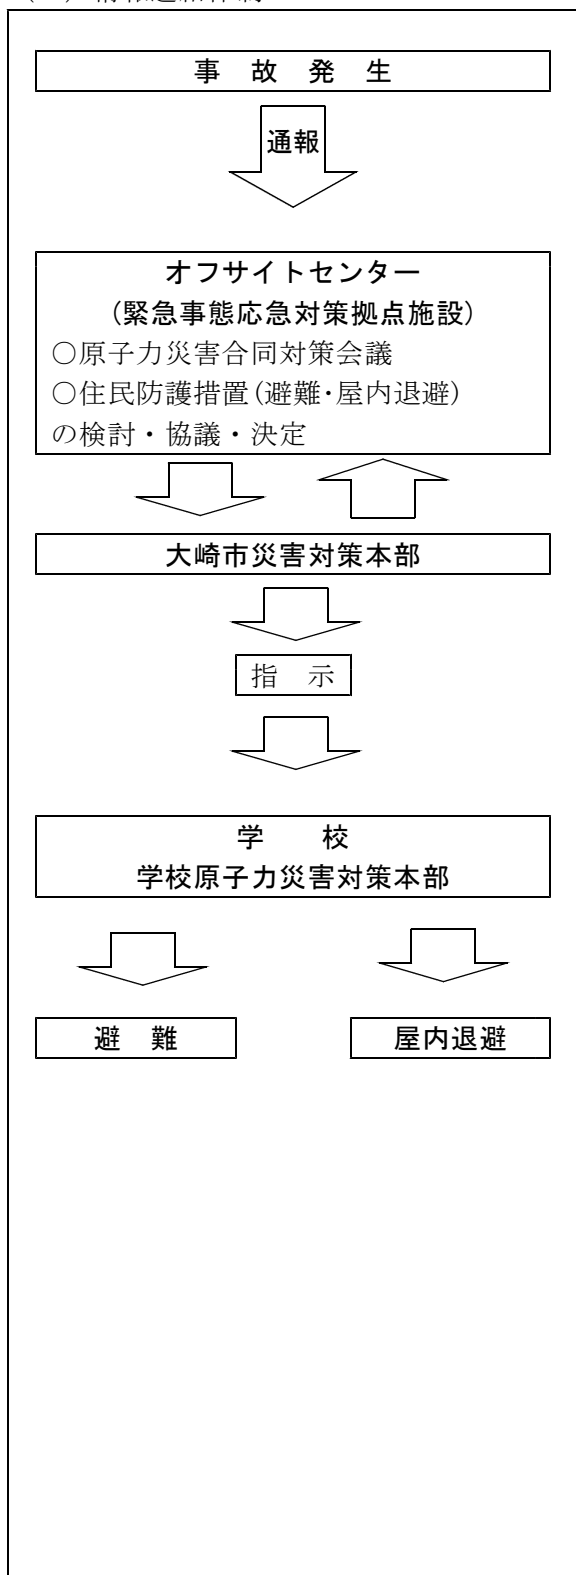 事 故 発 生
通報
オフサイトセンター
(緊急事態応急対策拠点施設)
○原子力災害合同対策会議
○住民防護措置(避難･屋内退避)
の検討・協議・決定
大崎市災害対策本部
指 示
学 校
学校原子力災害対策本部
避 難
屋内退避